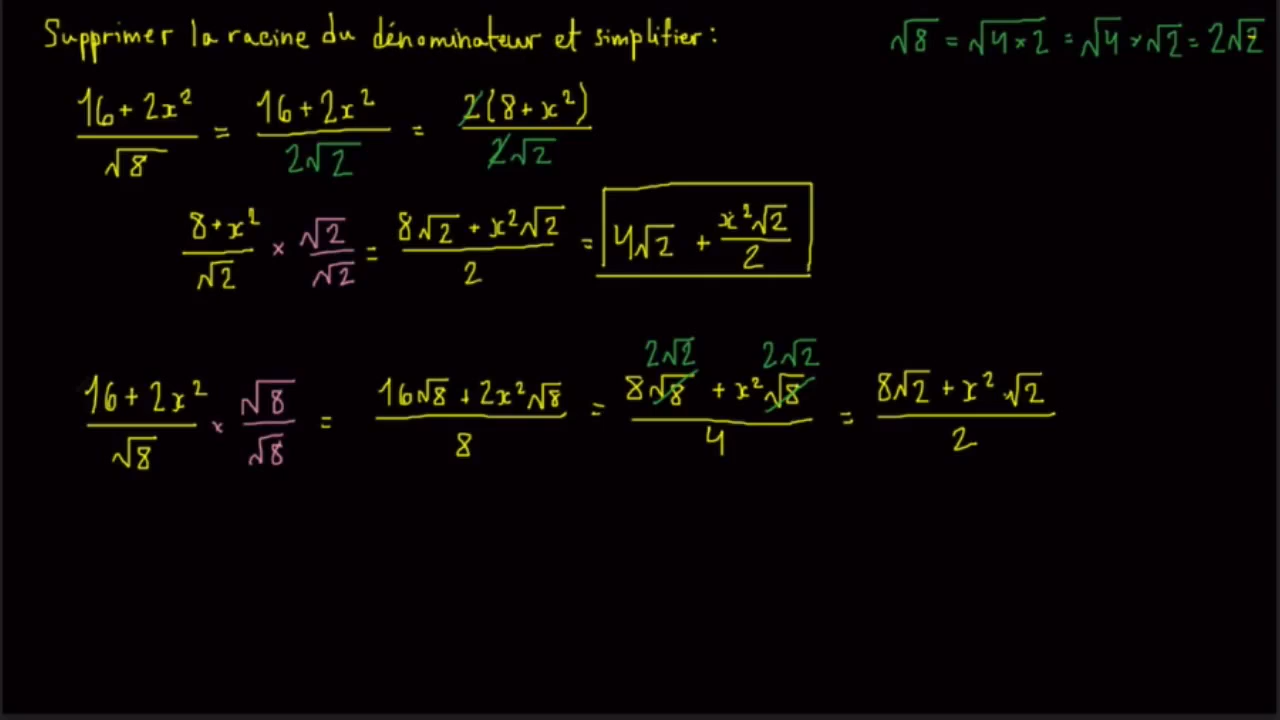 Supprimer la racine du dénominateur et simplifier :
√8 = √(4×2) = √4 × √2 = 2√2
(16 + 2x²)/√8 = (16 + 2x²)/(2√2) = 2(8 + x²)/(2√2)
(8 + x²)/√2 × √2/√2 = (8√2 + x²√2)/2 = 4√2 + (x²√2)/2
2√2 2√2
(16 + 2x²)/√8 × √8/√8 = (16√8 + 2x²√8)/8 = (8√8 + x²√8)/4 = (8√2 + x²√2)/2